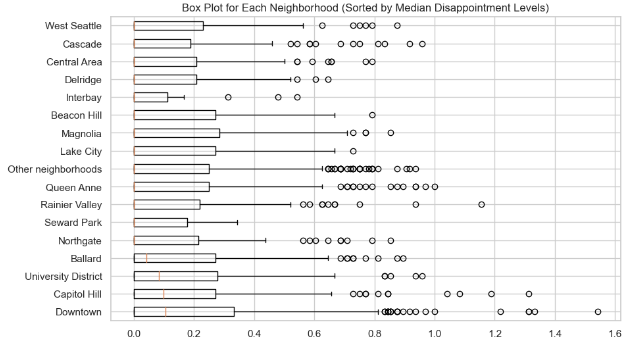 Box Plot for Each Neighborhood (Sorted by Median Disappointment Levels)
West Seattle
Cascade
Central Area
Delridge
Interbay
Beacon Hill
Magnolia
Lake City
Other neighborhoods
Queen Anne
Rainier Valley
Seward Park
Northgate
Ballard
University District
Capitol Hill
Downtown
0.0 0.2 0.4 0.6 0.8 1.0 1.2 1.4 1.6